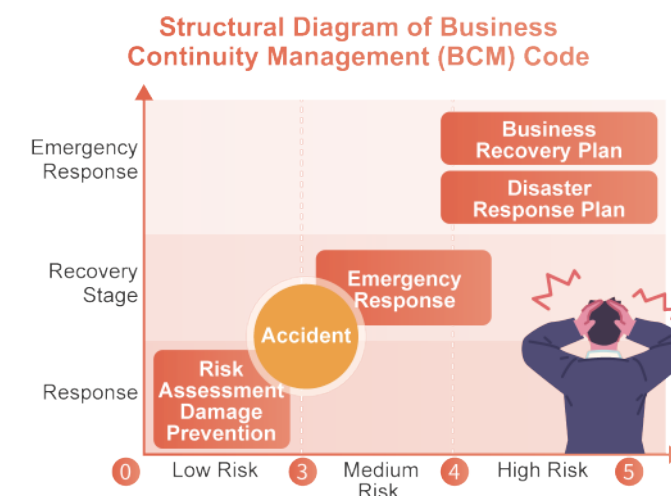 Structural Diagram of Business
Continuity Management (BCM) Code
Emergency
Response
Business
Recovery Plan
Disaster
Response Plan
Recovery
Stage
Emergency
Response
Accident
Response
Risk
Assessment
Damage
Prevention
0
Low Risk
3
Medium
Risk
4
High Risk
5